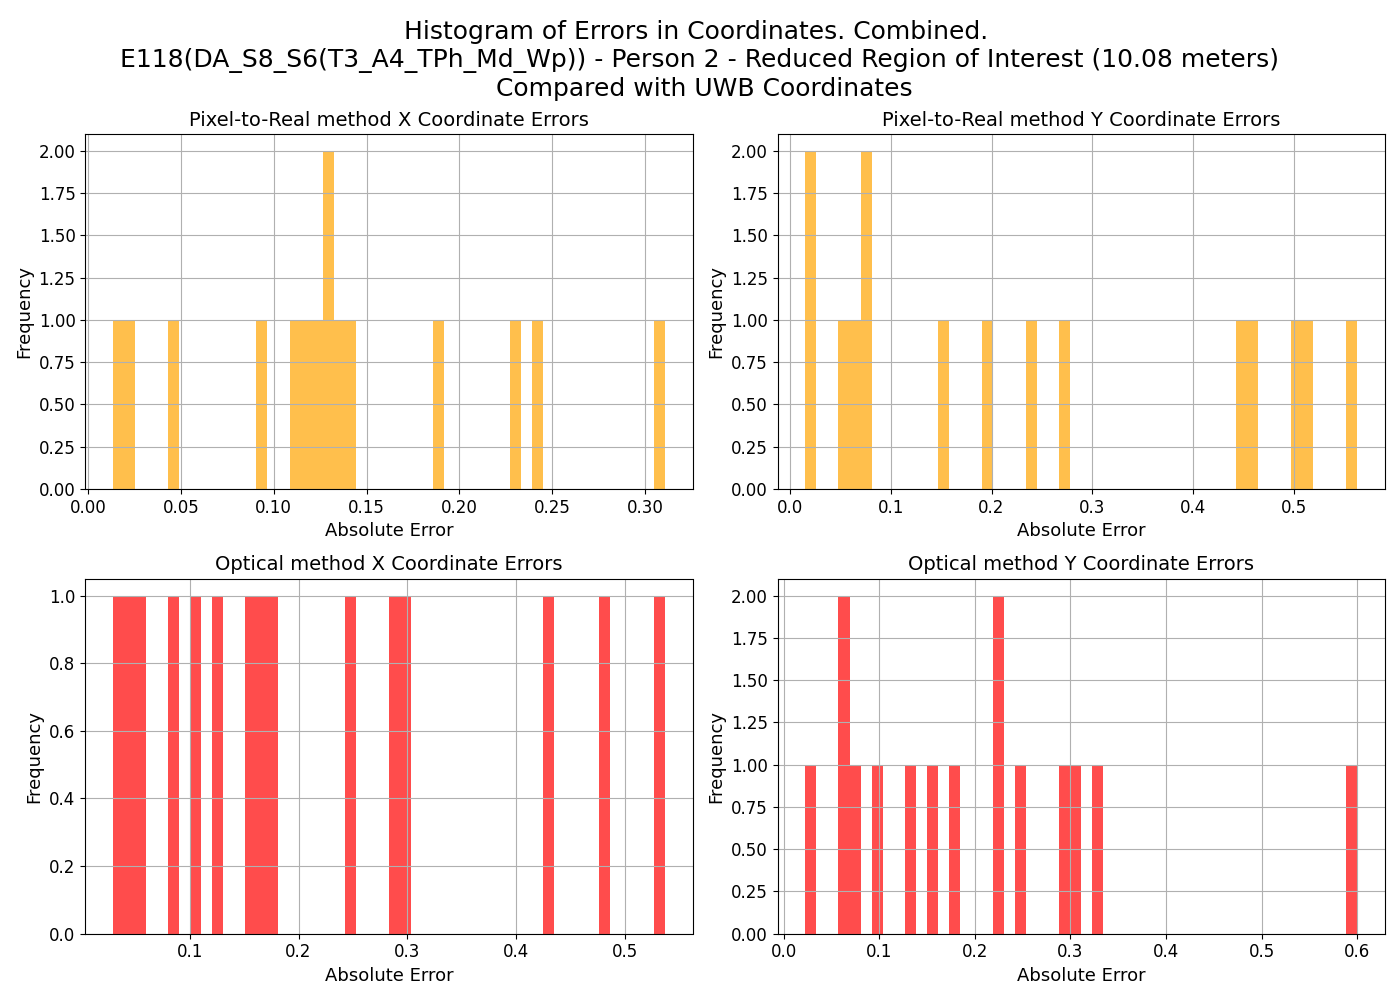 Histogram of Errors in Coordinates. Combined.
E118(DA_S8_S6(T3_A4_TPh_Md_Wp)) - Person 2 - Reduced Region of Interest (10.08 meters)
Compared with UWB Coordinates
Pixel-to-Real method X Coordinate Errors
2.00
1.75
1.50
1.25
1.00
0.75
0.50
0.25
0.00
Frequency
0.00 0.05 0.10 0.15 0.20 0.25 0.30
Absolute Error
Pixel-to-Real method Y Coordinate Errors
2.00
1.75
1.50
1.25
1.00
0.75
0.50
0.25
0.00
Frequency
0.0 0.1 0.2 0.3 0.4 0.5
Absolute Error
Optical method X Coordinate Errors
1.0
0.8
0.6
0.4
0.2
0.0
Frequency
0.1 0.2 0.3 0.4 0.5
Absolute Error
Optical method Y Coordinate Errors
2.00
1.75
1.50
1.25
1.00
0.75
0.50
0.25
0.00
Frequency
0.0 0.1 0.2 0.3 0.4 0.5 0.6
Absolute Error